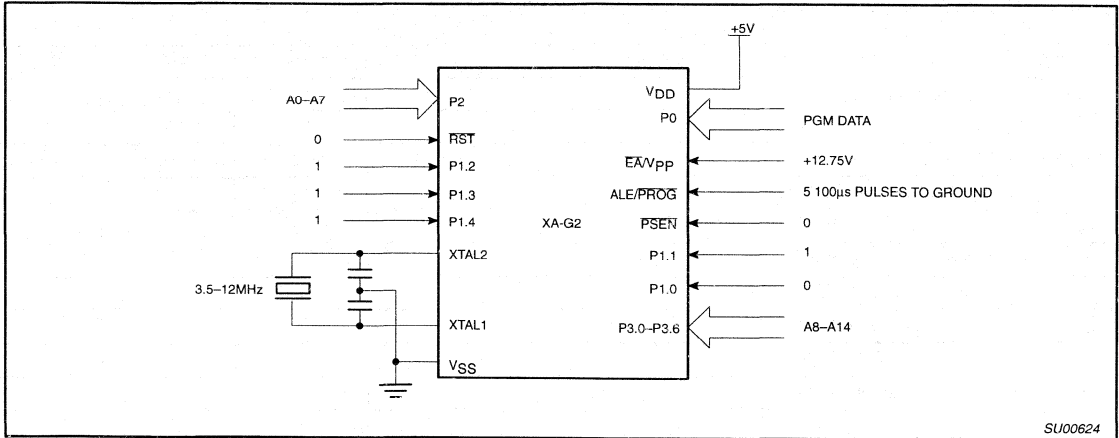 +5V
A0–A7
P2
VDD
P0
PGM DATA
0
RST
1
P1.2
EA/VPP
+12.75V
1
P1.3
ALE/PROG
5 100µs PULSES TO GROUND
1
P1.4
XA-G2
PSEN
0
XTAL2
P1.1
1
3.5–12MHz
P1.0
0
XTAL1
P3.0–P3.6
A8–A14
VSS
SU00624